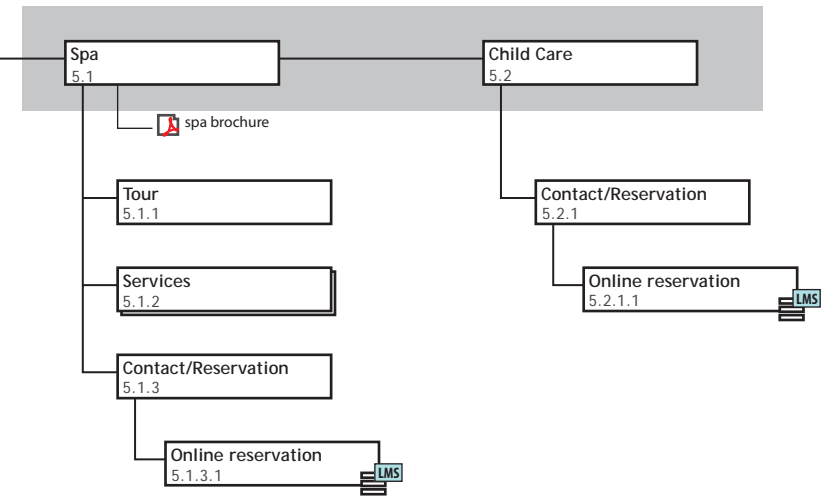 Spa
5.1
Child Care
5.2
spa brochure
Tour
5.1.1
Contact/Reservation
5.2.1
Services
5.1.2
Online reservation
5.2.1.1
LMS
Contact/Reservation
5.1.3
Online reservation
5.1.3.1
LMS